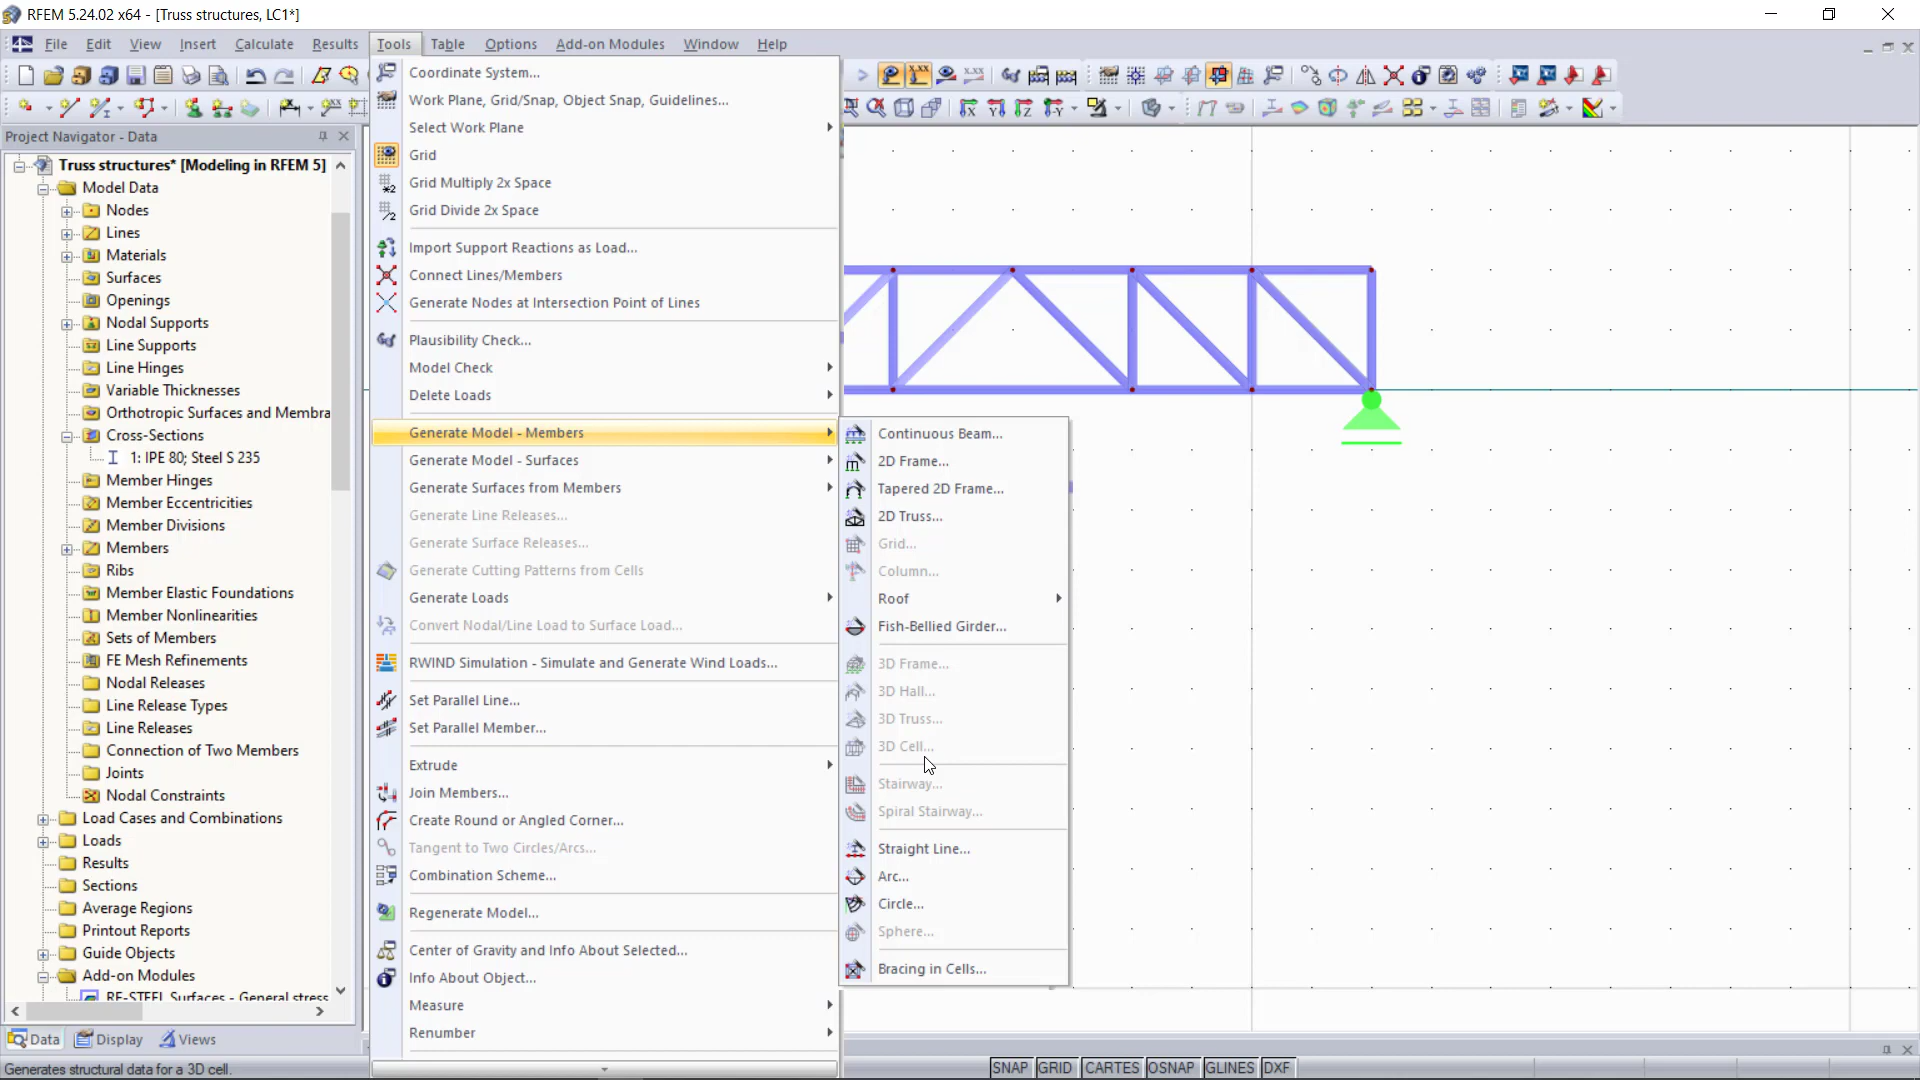 RFEM 5.24.02 x64 - [Truss structures, LC1*]
File Edit View Insert Calculate Results Tools Table Options Add-on Modules Window Help
Project Navigator - Data
Truss structures* [Modeling in RFEM 5]
Model Data
Nodes
Lines
Materials
Surfaces
Openings
Nodal Supports
Line Supports
Line Hinges
Variable Thicknesses
Orthotropic Surfaces and Membra
Cross-Sections
1: IPE 80; Steel S 235
Member Hinges
Member Eccentricities
Member Divisions
Members
Ribs
Member Elastic Foundations
Member Nonlinearities
Sets of Members
FE Mesh Refinements
Nodal Releases
Line Release Types
Line Releases
Connection of Two Members
Joints
Nodal Constraints
Load Cases and Combinations
Loads
Results
Sections
Average Regions
Printout Reports
Guide Objects
Add-on Modules
RF-STEEL Surfaces - General stress
Data Display Views
Generates structural data for a 3D cell.
Coordinate System...
Work Plane, Grid/Snap, Object Snap, Guidelines...
Select Work Plane
Grid
Grid Multiply 2x Space
Grid Divide 2x Space
Import Support Reactions as Load...
Connect Lines/Members
Generate Nodes at Intersection Point of Lines
Plausibility Check...
Model Check
Delete Loads
Generate Model - Members
Generate Model - Surfaces
Generate Surfaces from Members
Generate Line Releases...
Generate Surface Releases...
Generate Cutting Patterns from Cells
Generate Loads
Convert Nodal/Line Load to Surface Load...
RWIND Simulation - Simulate and Generate Wind Loads...
Set Parallel Line...
Set Parallel Member...
Extrude
Join Members...
Create Round or Angled Corner...
Tangent to Two Circles/Arcs...
Combination Scheme...
Regenerate Model...
Center of Gravity and Info About Selected...
Info About Object...
Measure
Renumber
Continuous Beam...
2D Frame...
Tapered 2D Frame...
2D Truss...
Grid...
Column...
Roof
Fish-Bellied Girder...
3D Frame...
3D Hall...
3D Truss...
3D Cell...
Stairway...
Spiral Stairway...
Straight Line...
Arc...
Circle...
Sphere...
Bracing in Cells...
SNAP GRID CARTES OSNAP GLINES DXF